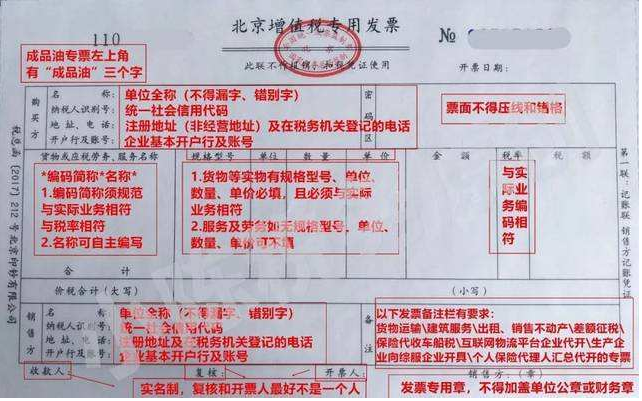 北京增值税专用发票
110
№
成品油专票左上角
有“成品油”三个字
此联不得报销、扣税凭证使用
开票日期：
购买方
名 称：
纳税人识别号：
地 址、电 话：
开户行及账号：
单位全称（不得漏字、错别字）
统一社会信用代码
注册地址（非经营地址）及在税务机关登记的电话
企业基本开户行及账号
密码区
票面不得压线和错格
货物或应税劳务、服务名称 规格型号 单位 数量 单价 金额 税率 税额
*编码简称*名称*
1.编码简称须规范
与实际业务相符
与税率相符
2.名称可自主编写
1.货物等实物有规格型号、单位、
数量、单价必填，且必须与实际
业务相符
2.服务及劳务如无规格型号、单位、
数量、单价可不填
与实际业务编码相符
合 计
价税合计（大写） （小写）
销售方
名 称：
纳税人识别号：
地 址、电 话：
开户行及账号：
单位全称（不得漏字、错别字）
统一社会信用代码
注册地址及在税务机关登记的电话
企业基本开户行及账号
备注
以下发票备注栏有要求：
货物运输\建筑服务\出租、销售不动产\差额征税\
保险代收车船税\互联网物流平台企业代开\生产企
业向综服企业开具\个人保险代理人汇总代开的专票
收款人： 复核： 开票人： 销售方：（章）
实名制，复核和开票人最好不是一个人
发票专用章，不得加盖单位公章或财务章
税总函〔2017〕212号北京印钞有限公司
第一联：记账联 销售方记账凭证